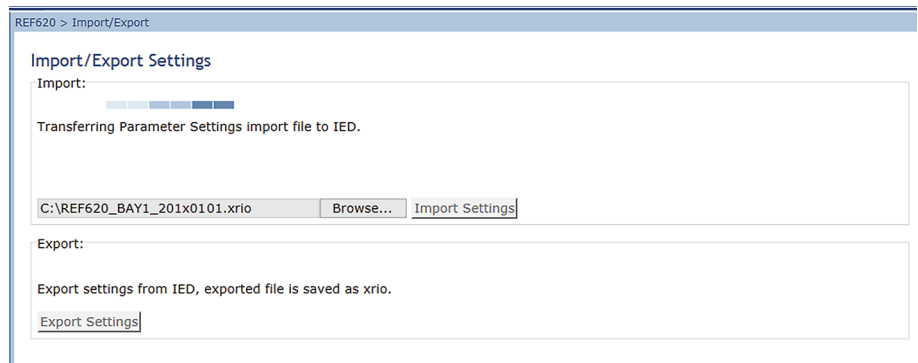 REF620 > Import/Export
Import/Export Settings
Import:
Transferring Parameter Settings import file to IED.
C:\REF620_BAY1_201x0101.xrio Browse... Import Settings
Export:
Export settings from IED, exported file is saved as xrio.
Export Settings